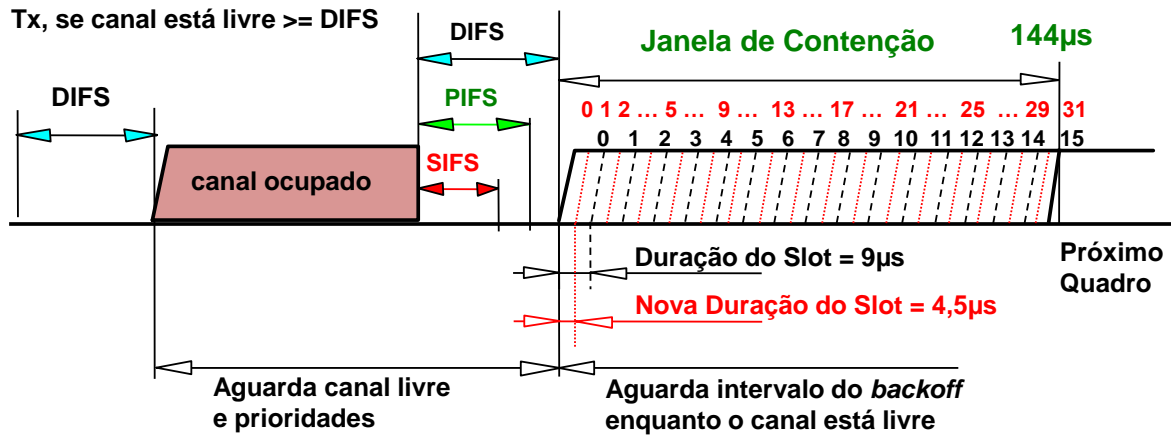 Tx, se canal está livre >= DIFS
DIFS
Janela de Contenção
144µs
DIFS
PIFS
0 1 2 ... 5 ... 9 ... 13 ... 17 ... 21 ... 25 ... 29 31
0 1 2 3 4 5 6 7 8 9 10 11 12 13 14 15
SIFS
canal ocupado
Duração do Slot = 9µs
Próximo
Quadro
Nova Duração do Slot = 4,5µs
Aguarda canal livre
e prioridades
Aguarda intervalo do backoff
enquanto o canal está livre